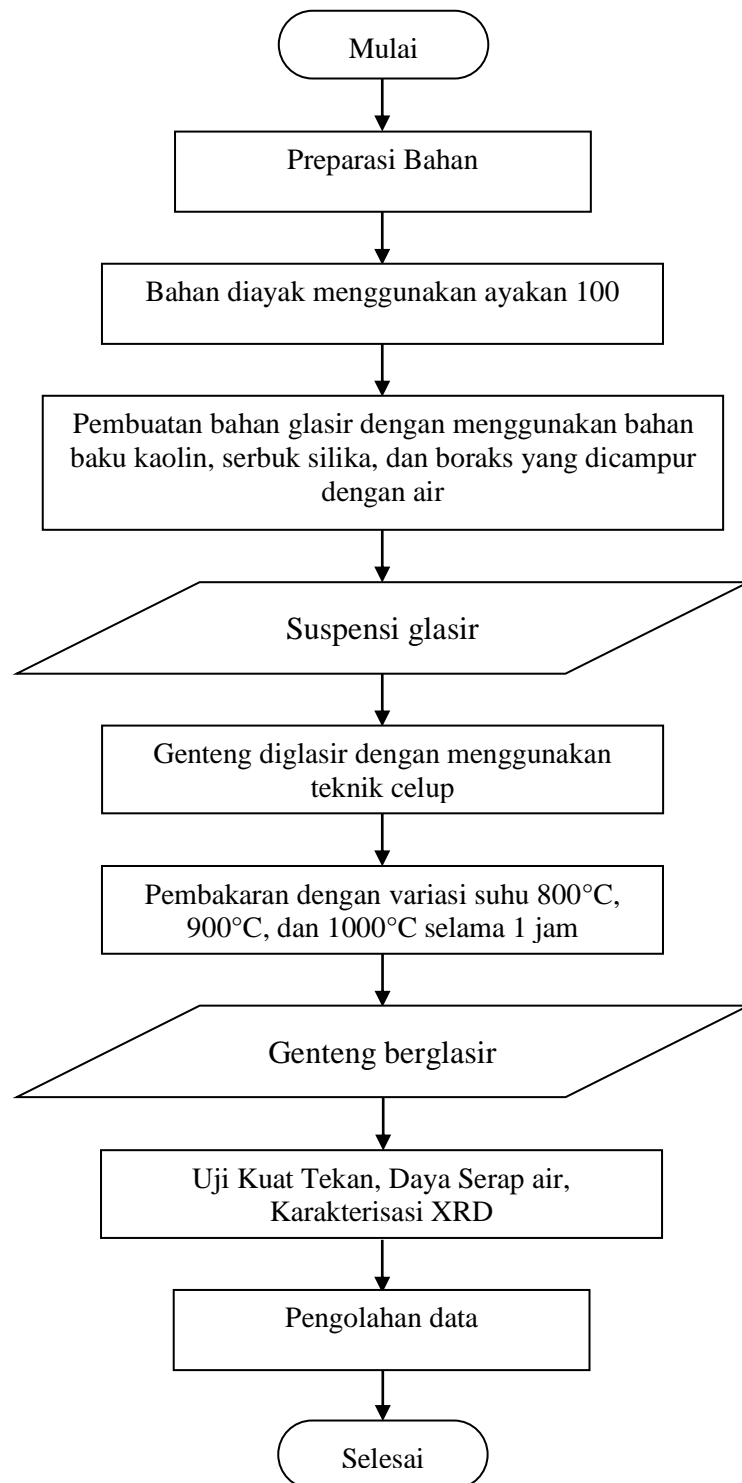 Mulai
Preparasi Bahan
Bahan diayak menggunakan ayakan 100
Pembuatan bahan glasir dengan menggunakan bahan
baku kaolin, serbuk silika, dan boraks yang dicampur
dengan air
Suspensi glasir
Genteng diglasir dengan menggunakan
teknik celup
Pembakaran dengan variasi suhu 800°C,
900°C, dan 1000°C selama 1 jam
Genteng berglasir
Uji Kuat Tekan, Daya Serap air,
Karakterisasi XRD
Pengolahan data
Selesai